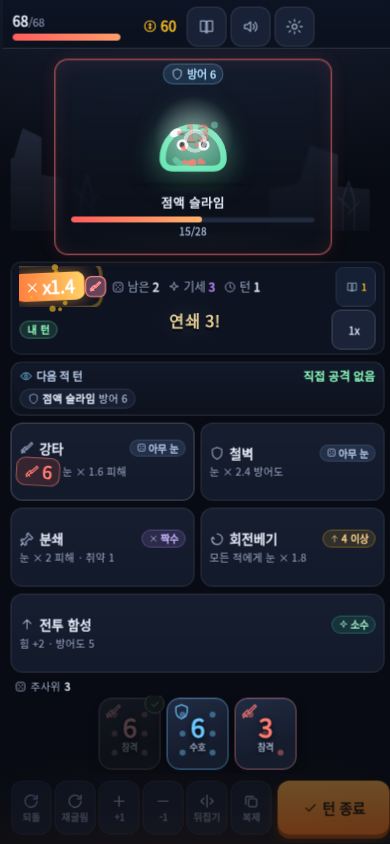 68/68
60
방어 6
점액 슬라임
15/28
× x1.4 남은 2 기세 3 턴 1
1
연쇄 3!
내 턴
1x
다음 적 턴
직접 공격 없음
점액 슬라임 방어 6
강타
아무 눈
6 눈 × 1.6 피해
철벽
아무 눈
눈 × 2.4 방어도
분쇄
짝수
눈 × 2 피해 · 취약 1
회전베기
4 이상
모든 적에게 눈 × 1.8
전투 함성
소수
힘 +2 · 방어도 5
주사위 3
6
참격
6
수호
3
참격
되돌
재굴림
+1
-1
뒤집기
복제
턴 종료